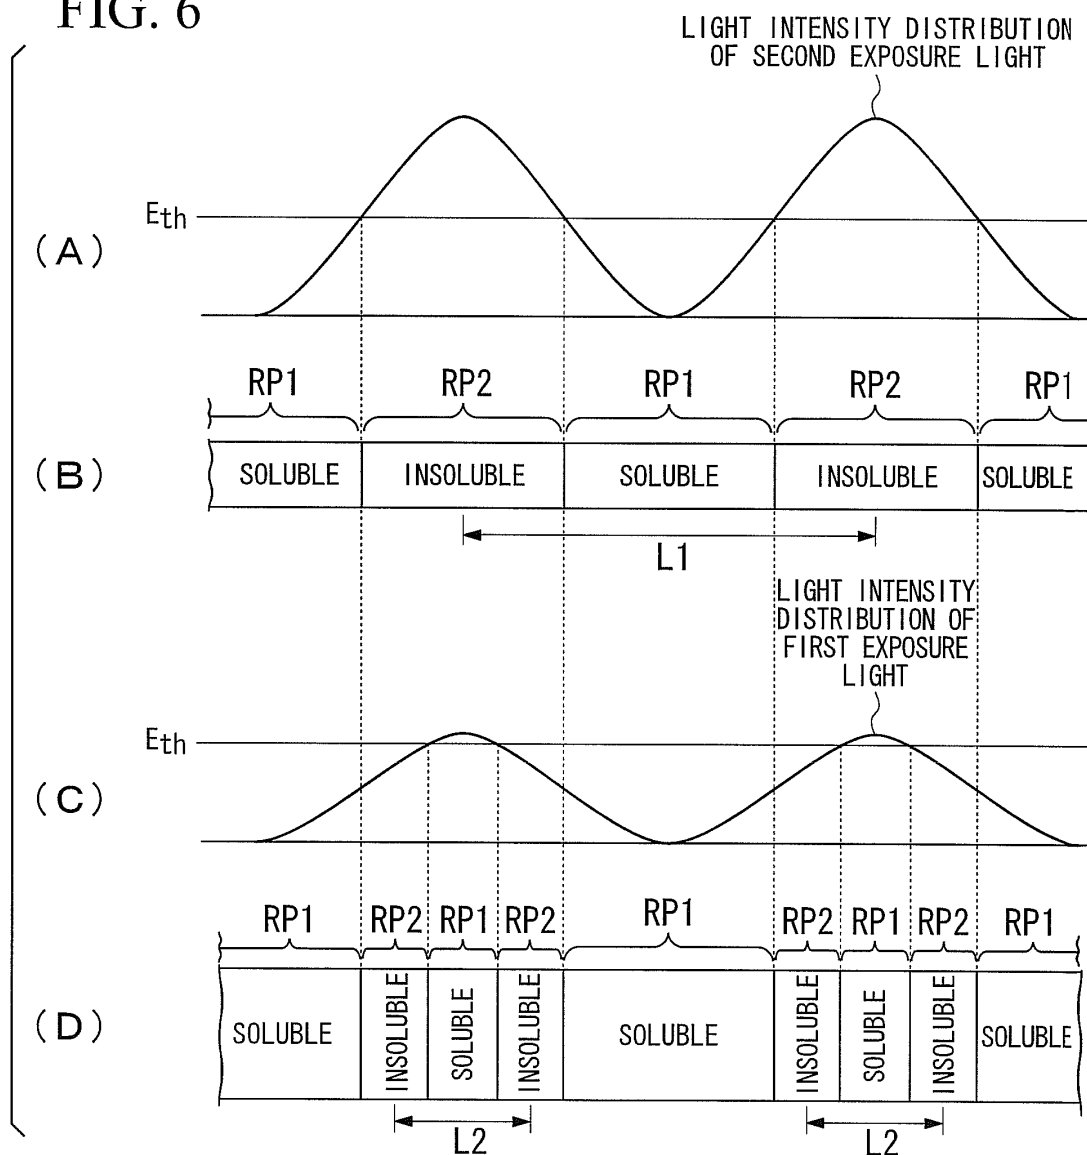 FIG. 6
LIGHT INTENSITY DISTRIBUTION
OF SECOND EXPOSURE LIGHT
Eth
(A)
RP1 RP2 RP1 RP2 RP1
(B)
SOLUBLE INSOLUBLE SOLUBLE INSOLUBLE SOLUBLE
L1
LIGHT INTENSITY
DISTRIBUTION OF
FIRST EXPOSURE
LIGHT
Eth
(C)
RP1 RP2 RP1 RP2 RP1 RP2 RP1 RP2 RP1
(D)
SOLUBLE INSOLUBLE SOLUBLE INSOLUBLE SOLUBLE INSOLUBLE SOLUBLE INSOLUBLE SOLUBLE
L2 L2